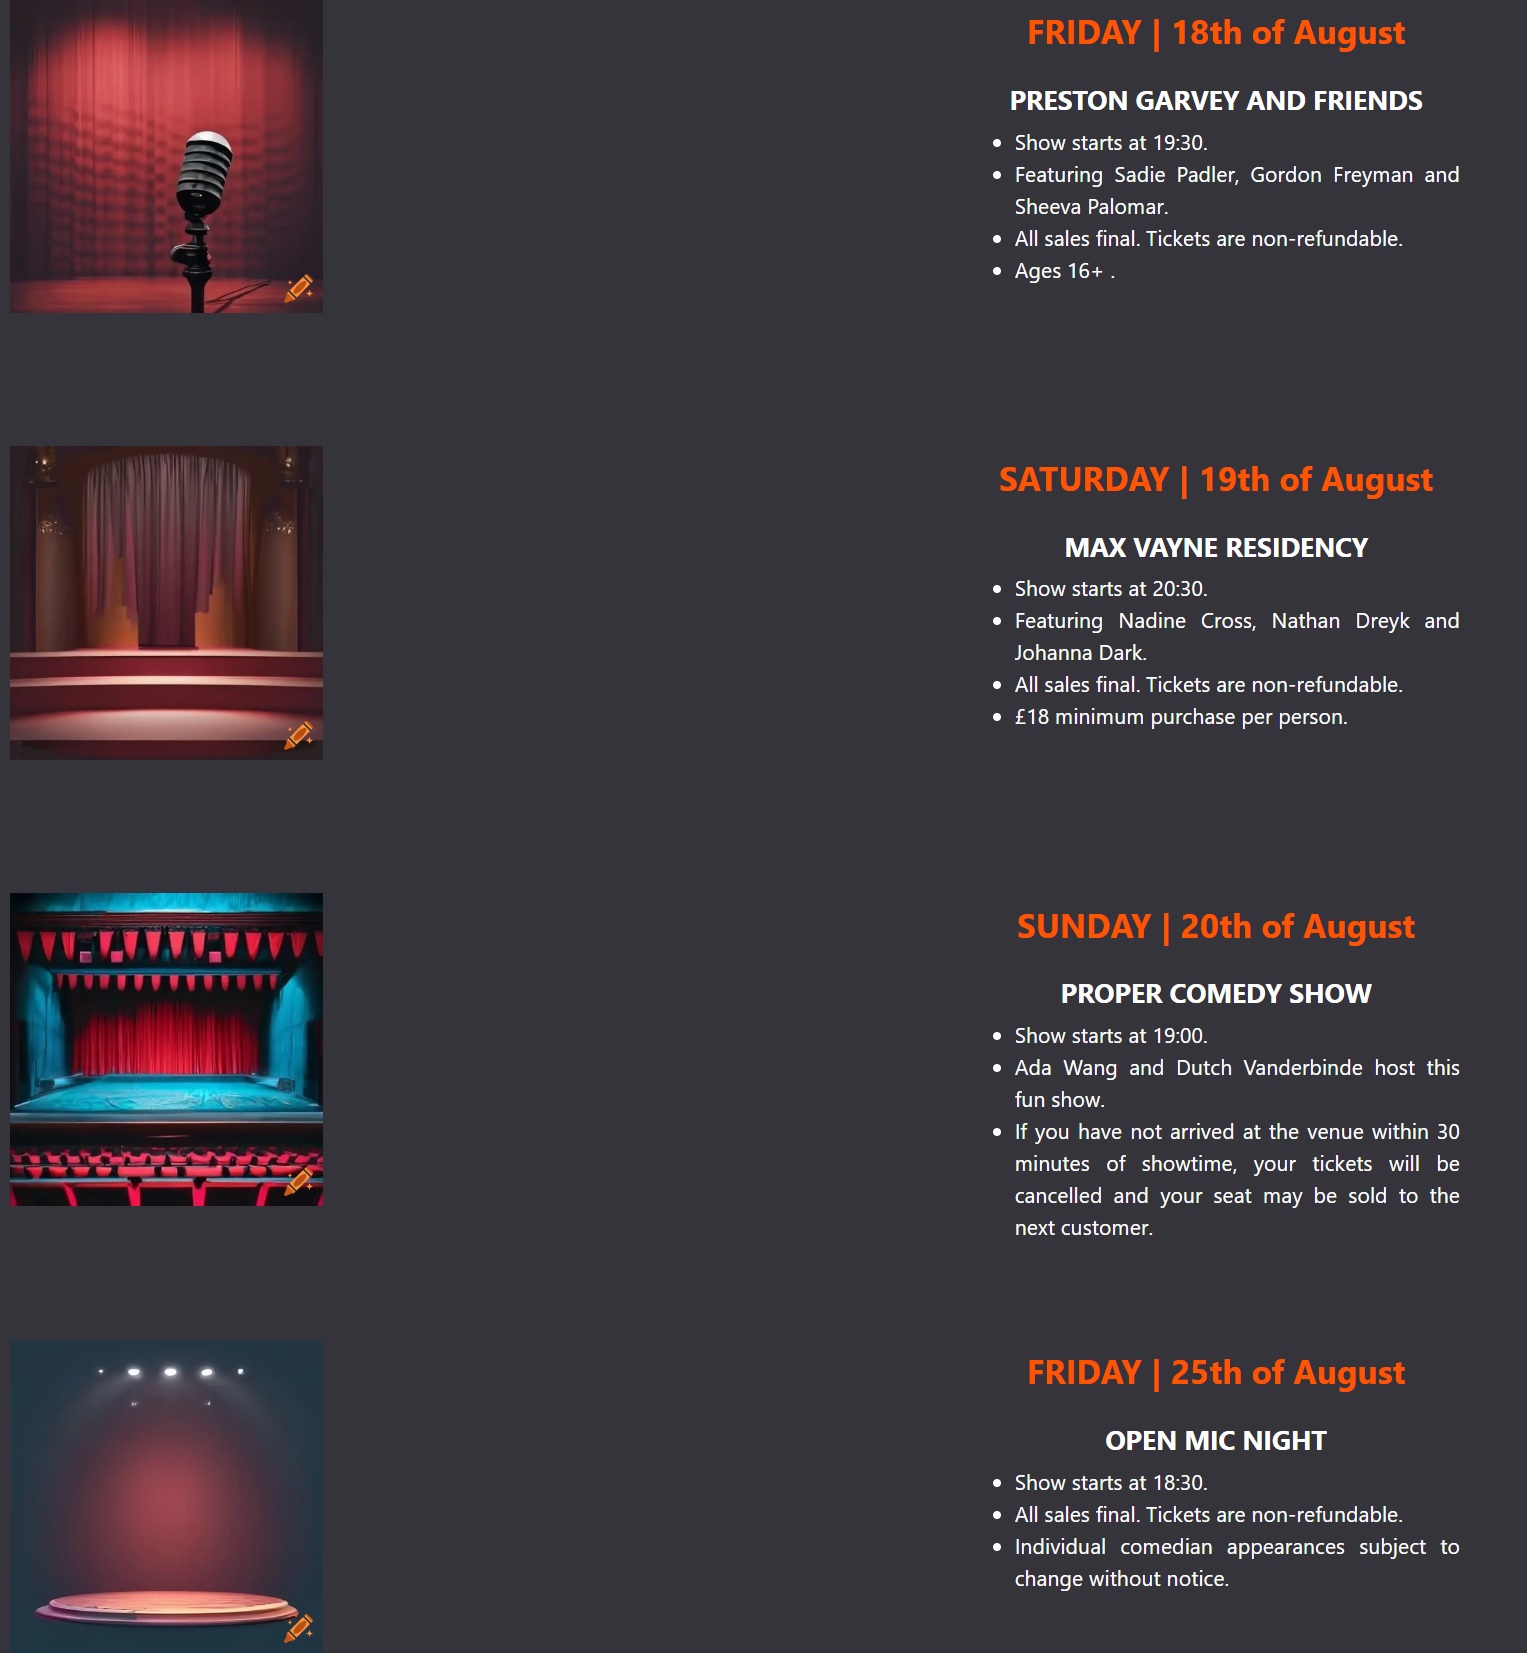 FRIDAY | 18th of August
PRESTON GARVEY AND FRIENDS
• Show starts at 19:30.
• Featuring Sadie Padler, Gordon Freyman and
Sheeva Palomar.
• All sales final. Tickets are non-refundable.
• Ages 16+ .
SATURDAY | 19th of August
MAX VAYNE RESIDENCY
• Show starts at 20:30.
• Featuring Nadine Cross, Nathan Dreyk and
Johanna Dark.
• All sales final. Tickets are non-refundable.
• £18 minimum purchase per person.
SUNDAY | 20th of August
PROPER COMEDY SHOW
• Show starts at 19:00.
• Ada Wang and Dutch Vanderbinde host this
fun show.
• If you have not arrived at the venue within 30
minutes of showtime, your tickets will be
cancelled and your seat may be sold to the
next customer.
FRIDAY | 25th of August
OPEN MIC NIGHT
• Show starts at 18:30.
• All sales final. Tickets are non-refundable.
• Individual comedian appearances subject to
change without notice.